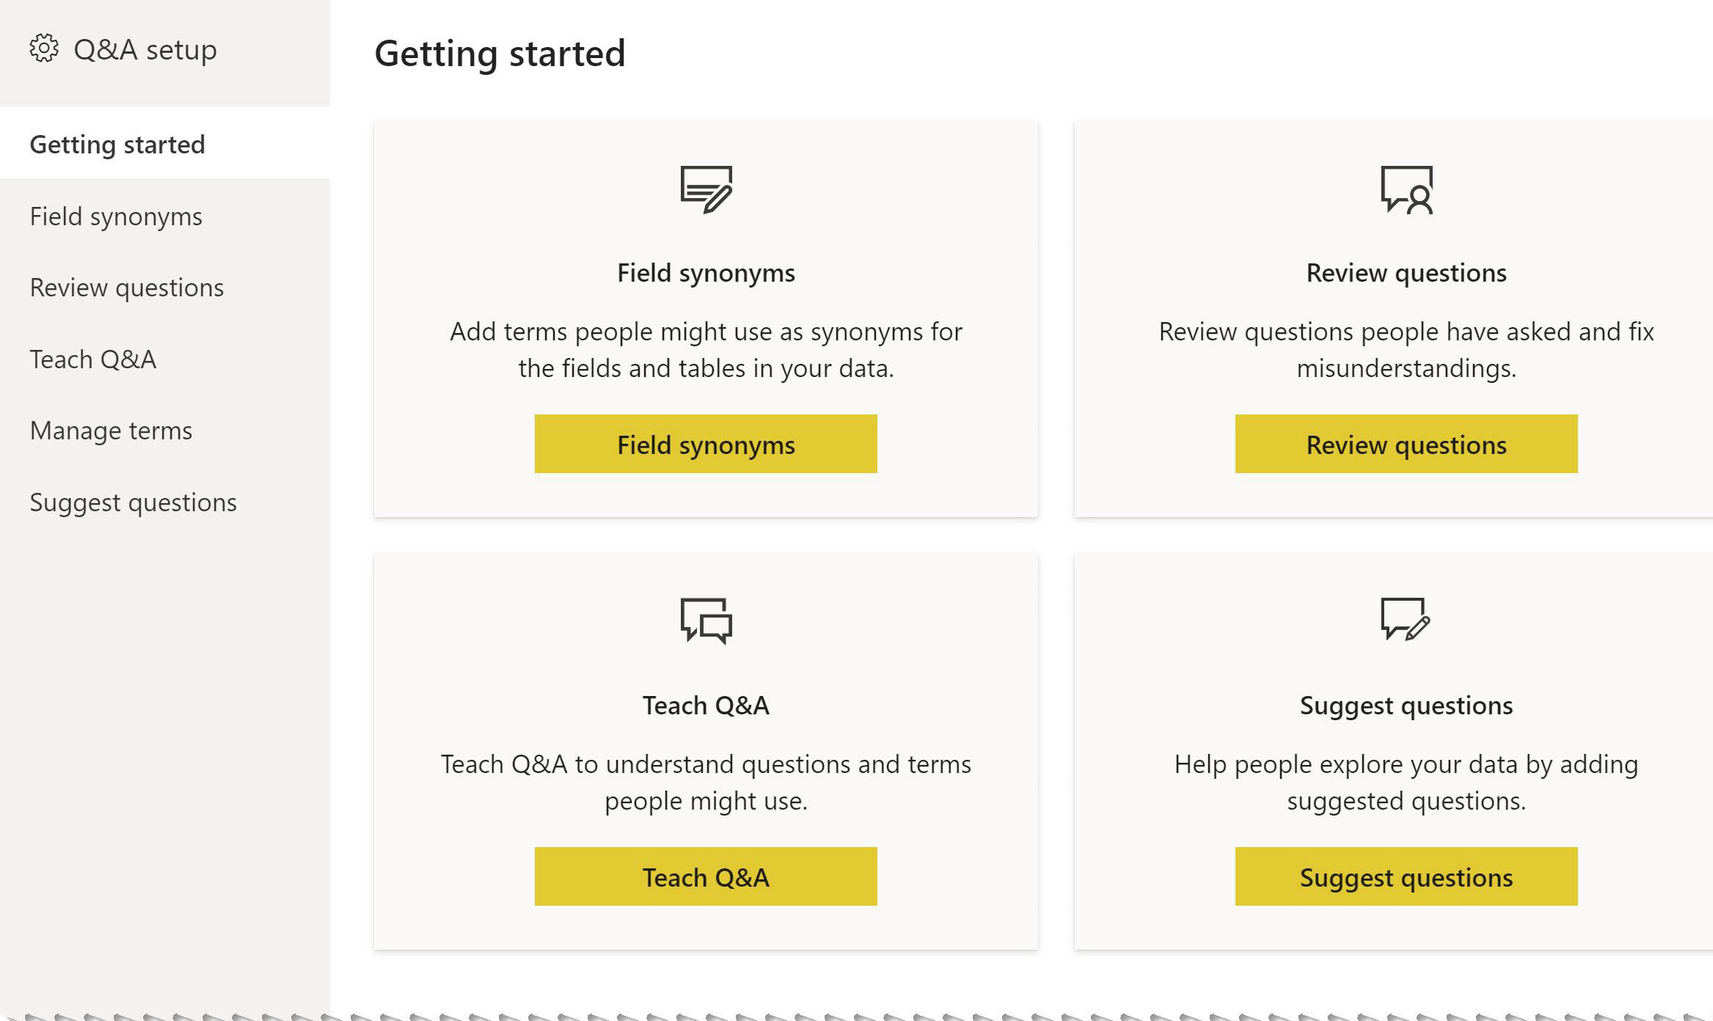 Q&A setup
Getting started
Field synonyms
Review questions
Teach Q&A
Manage terms
Suggest questions
Getting started
Field synonyms
Add terms people might use as synonyms for
the fields and tables in your data.
Field synonyms
Review questions
Review questions people have asked and fix
misunderstandings.
Review questions
Teach Q&A
Teach Q&A to understand questions and terms
people might use.
Teach Q&A
Suggest questions
Help people explore your data by adding
suggested questions.
Suggest questions